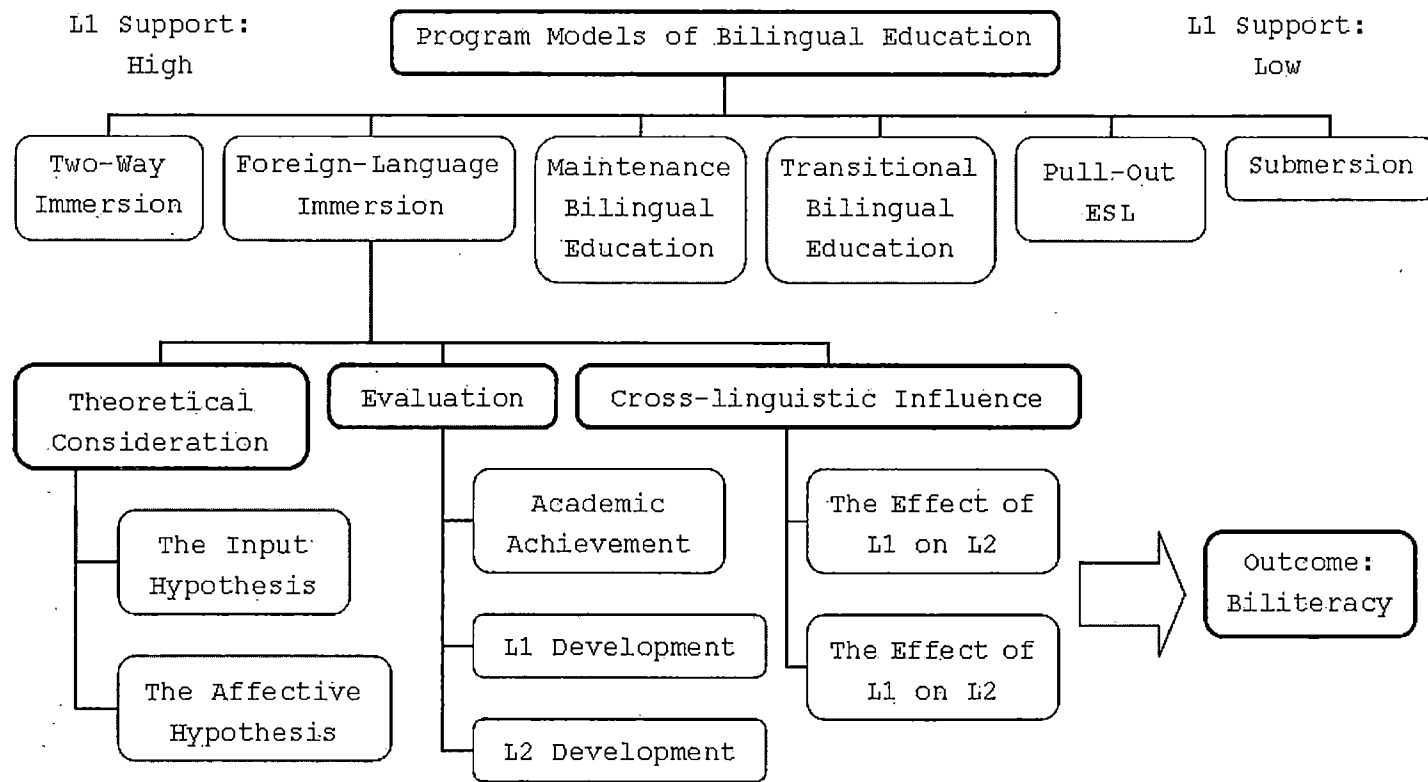 L1 Support:
High
Program Models of Bilingual Education
L1 Support:
Low
Two-Way
Immersion
Foreign-Language
Immersion
Maintenance
Bilingual
Education
Transitional
Bilingual
Education
Pull-Out
ESL
Submersion
Theoretical
Consideration
Evaluation
Cross-linguistic Influence
The Input
Hypothesis
The Affective
Hypothesis
Academic
Achievement
L1 Development
L2 Development
The Effect of
L1 on L2
The Effect of
L1 on L2
Outcome:
Biliteracy